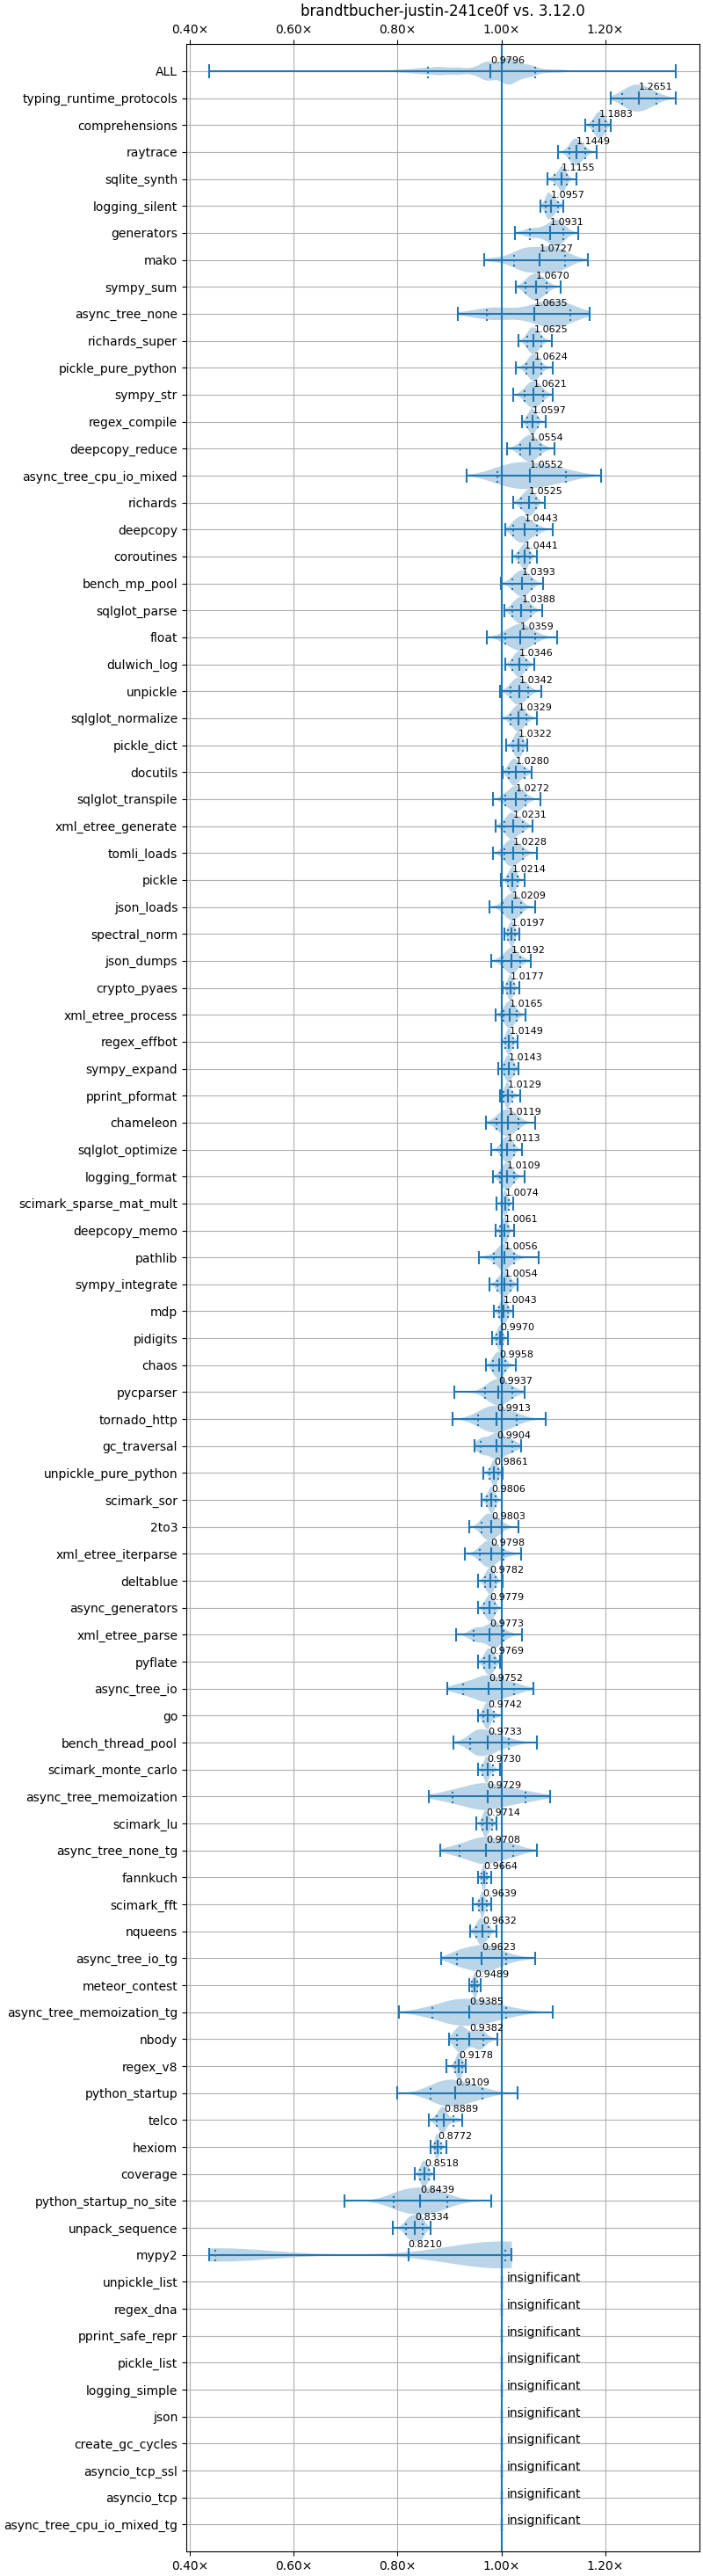 brandtbucher-justin-241ce0f vs. 3.12.0
0.40× 0.60× 0.80× 1.00× 1.20×
ALL 0.9796
typing_runtime_protocols 1.2651
comprehensions 1.1883
raytrace 1.1449
sqlite_synth 1.1155
logging_silent 1.0957
generators 1.0931
mako 1.0727
sympy_sum 1.0670
async_tree_none 1.0635
richards_super 1.0625
pickle_pure_python 1.0624
sympy_str 1.0621
regex_compile 1.0597
deepcopy_reduce 1.0554
async_tree_cpu_io_mixed 1.0552
richards 1.0525
deepcopy 1.0443
coroutines 1.0441
bench_mp_pool 1.0393
sqlglot_parse 1.0388
float 1.0359
dulwich_log 1.0346
unpickle 1.0342
sqlglot_normalize 1.0329
pickle_dict 1.0322
docutils 1.0280
sqlglot_transpile 1.0272
xml_etree_generate 1.0231
tomli_loads 1.0228
pickle 1.0214
json_loads 1.0209
spectral_norm 1.0197
json_dumps 1.0192
crypto_pyaes 1.0177
xml_etree_process 1.0165
regex_effbot 1.0149
sympy_expand 1.0143
pprint_pformat 1.0129
chameleon 1.0119
sqlglot_optimize 1.0113
logging_format 1.0109
scimark_sparse_mat_mult 1.0074
deepcopy_memo 1.0061
pathlib 1.0056
sympy_integrate 1.0054
mdp 1.0043
pidigits 0.9970
chaos 0.9958
pycparser 0.9937
tornado_http 0.9913
gc_traversal 0.9904
unpickle_pure_python 0.9861
scimark_sor 0.9806
2to3 0.9803
xml_etree_iterparse 0.9798
deltablue 0.9782
async_generators 0.9779
xml_etree_parse 0.9773
pyflate 0.9769
async_tree_io 0.9752
go 0.9742
bench_thread_pool 0.9733
scimark_monte_carlo 0.9730
async_tree_memoization 0.9729
scimark_lu 0.9714
async_tree_none_tg 0.9708
fannkuch 0.9664
scimark_fft 0.9639
nqueens 0.9632
async_tree_io_tg 0.9623
meteor_contest 0.9489
async_tree_memoization_tg 0.9385
nbody 0.9382
regex_v8 0.9178
python_startup 0.9109
telco 0.8889
hexiom 0.8772
coverage 0.8518
python_startup_no_site 0.8439
unpack_sequence 0.8334
mypy2 0.8210
unpickle_list insignificant
regex_dna insignificant
pprint_safe_repr insignificant
pickle_list insignificant
logging_simple insignificant
json insignificant
create_gc_cycles insignificant
asyncio_tcp_ssl insignificant
asyncio_tcp insignificant
async_tree_cpu_io_mixed_tg insignificant
0.40× 0.60× 0.80× 1.00× 1.20×